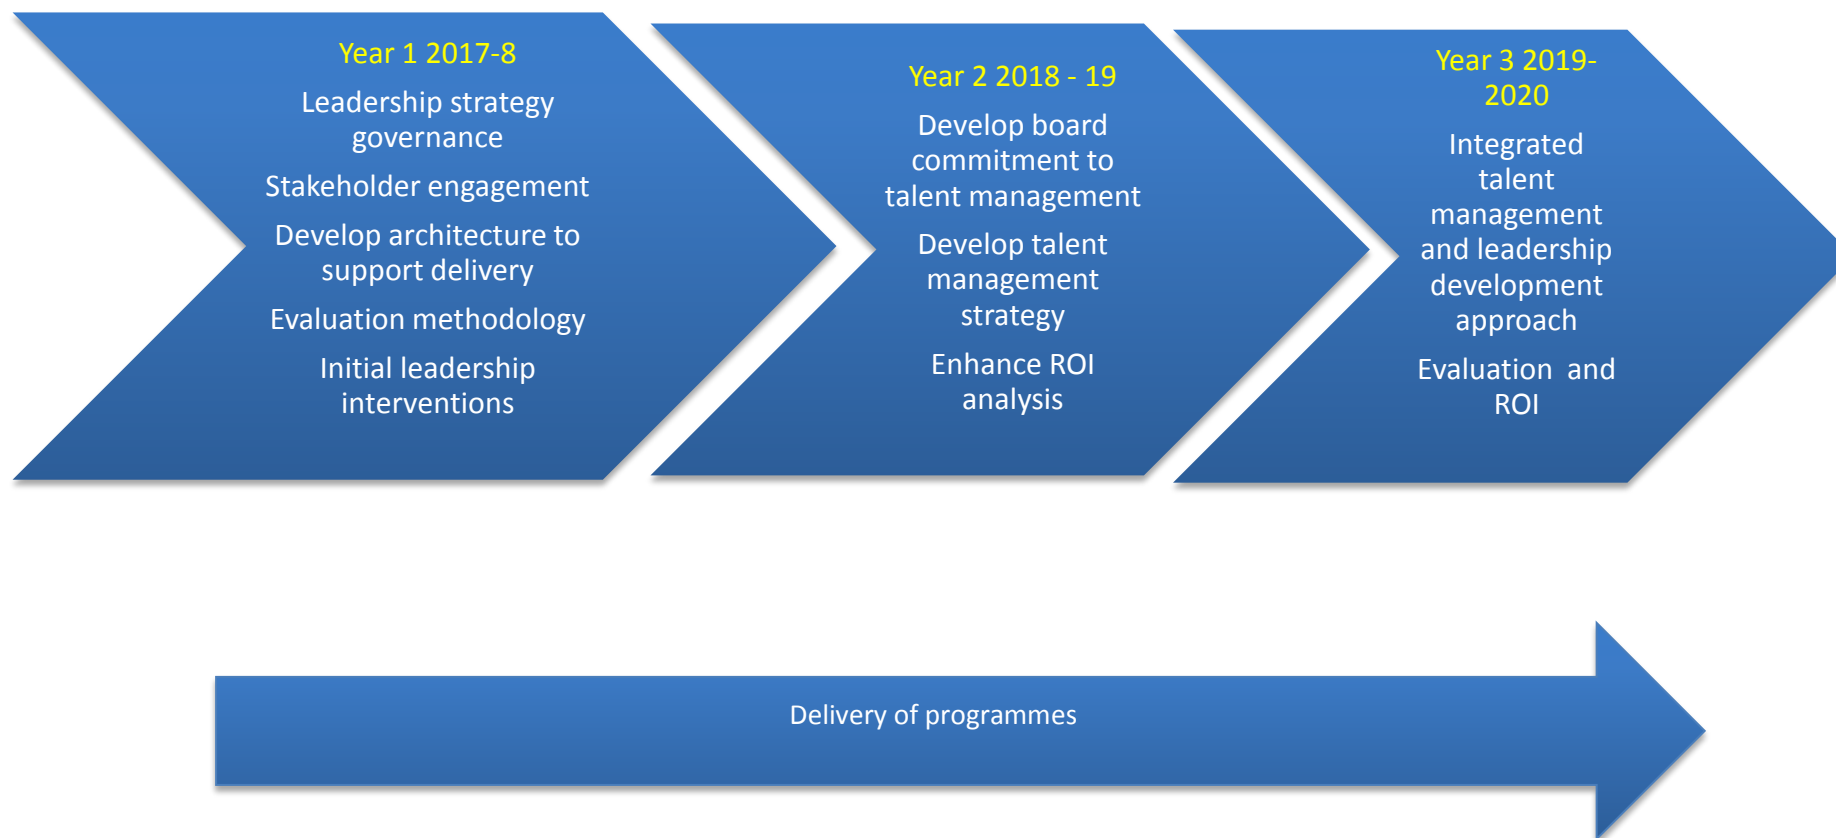 Year 1 2017-8
Leadership strategy
governance
Stakeholder engagement
Develop architecture to
support delivery
Evaluation methodology
Initial leadership
interventions
Year 2 2018 - 19
Develop board
commitment to
talent management
Develop talent
management
strategy
Enhance ROI
analysis
Year 3 2019-
2020
Integrated
talent
management
and leadership
development
approach
Evaluation  and
ROI
Delivery of programmes